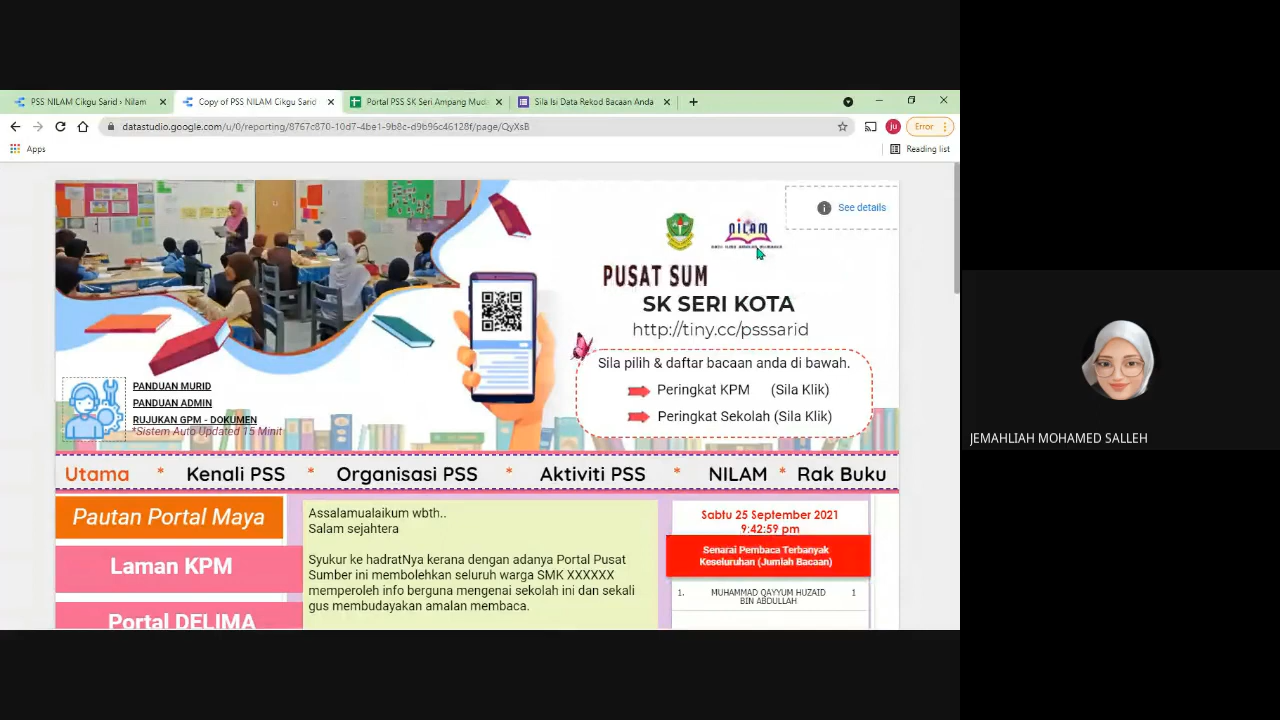 PSS NILAM Cikgu Sarid › Nilam
Copy of PSS NILAM Cikgu Sarid
Portal PSS SK Seri Ampang Muda
Sila Isi Data Rekod Bacaan Anda
datastudio.google.com/u/0/reporting/8767c870-10d7-4be1-9b8c-d9b96c46128f/page/QyXsB
ju
Error
Apps
Reading list
See details
NILAM
PUSAT SUM
SK SERI KOTA
http://tiny.cc/psssarid
Sila pilih & daftar bacaan anda di bawah.
Peringkat KPM (Sila Klik)
Peringkat Sekolah (Sila Klik)
PANDUAN MURID
PANDUAN ADMIN
RUJUKAN GPM - DOKUMEN
*Sistem Auto Updated 15 Minit
Utama * Kenali PSS * Organisasi PSS * Aktiviti PSS * NILAM * Rak Buku
Pautan Portal Maya
Laman KPM
Portal DELIMA
Assalamualaikum wbth..
Salam sejahtera
Syukur ke hadratNya kerana dengan adanya Portal Pusat
Sumber ini membolehkan seluruh warga SMK XXXXXX
memperoleh info berguna mengenai sekolah ini dan sekali
gus membudayakan amalan membaca.
Sabtu 25 September 2021
9:42:59 pm
Senarai Pembaca Terbanyak
Keseluruhan (Jumlah Bacaan)
1. MUHAMMAD QAYYUM HUZAID 1
BIN ABDULLAH
JEMAHLIAH MOHAMED SALLEH